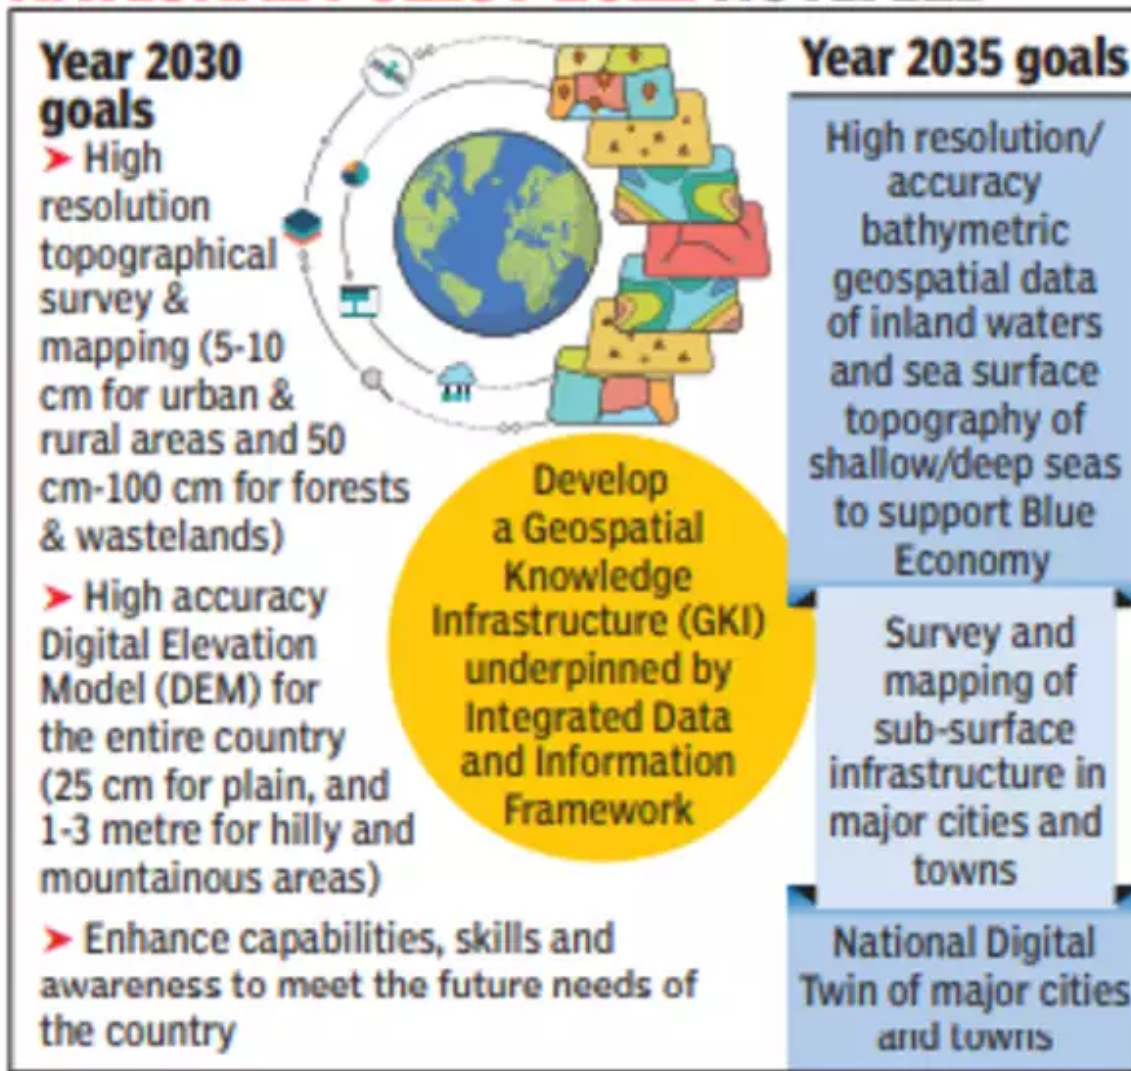 Year 2030
goals
➤ High
resolution
topographical
survey &
mapping (5-10
cm for urban &
rural areas and 50
cm-100 cm for forests
& wastelands)
➤ High accuracy
Digital Elevation
Model (DEM) for
the entire country
(25 cm for plain, and
1-3 metre for hilly and
mountainous areas)
➤ Enhance capabilities, skills and
awareness to meet the future needs of
the country
Develop
a Geospatial
Knowledge
Infrastructure (GKI)
underpinned by
Integrated Data
and Information
Framework
Year 2035 goals
High resolution/
accuracy
bathymetric
geospatial data
of inland waters
and sea surface
topography of
shallow/deep seas
to support Blue
Economy
Survey and
mapping of
sub-surface
infrastructure in
major cities and
towns
National Digital
Twin of major cities
and towns